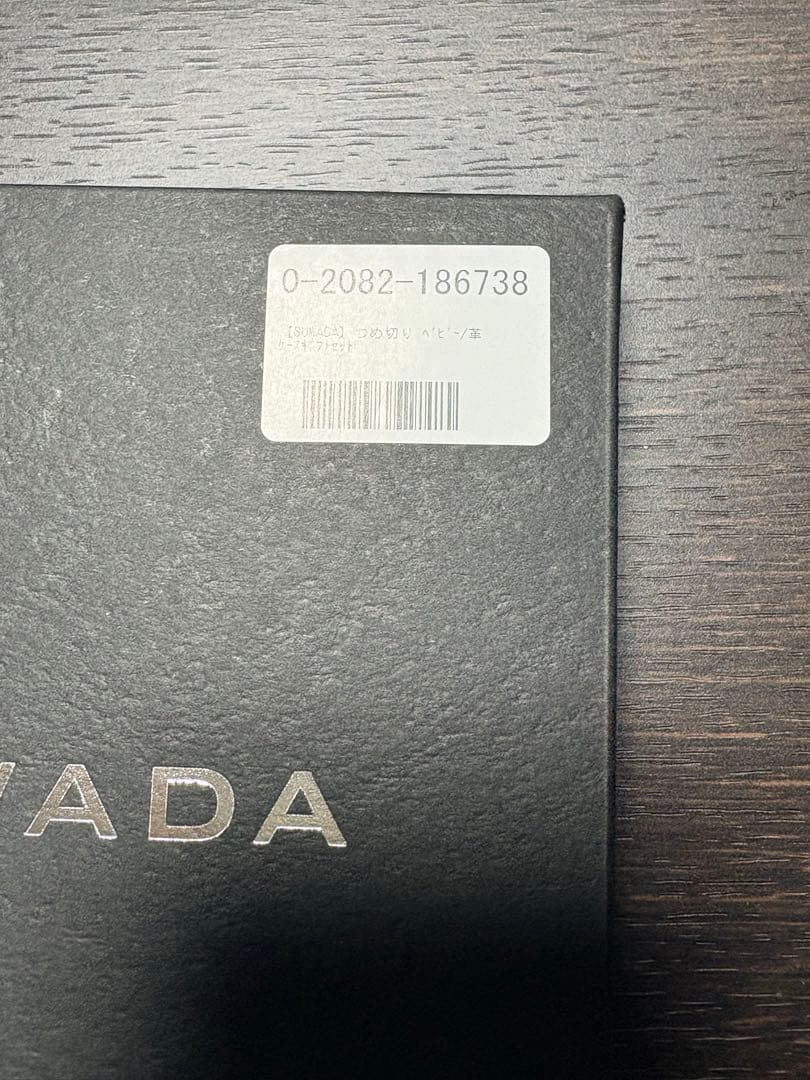 0-2082-186738
【SUWADA】 つめ切り ﾍﾞﾋﾞｰ/革
ｹｰｽｷﾞﾌﾄｾｯﾄ
WADA